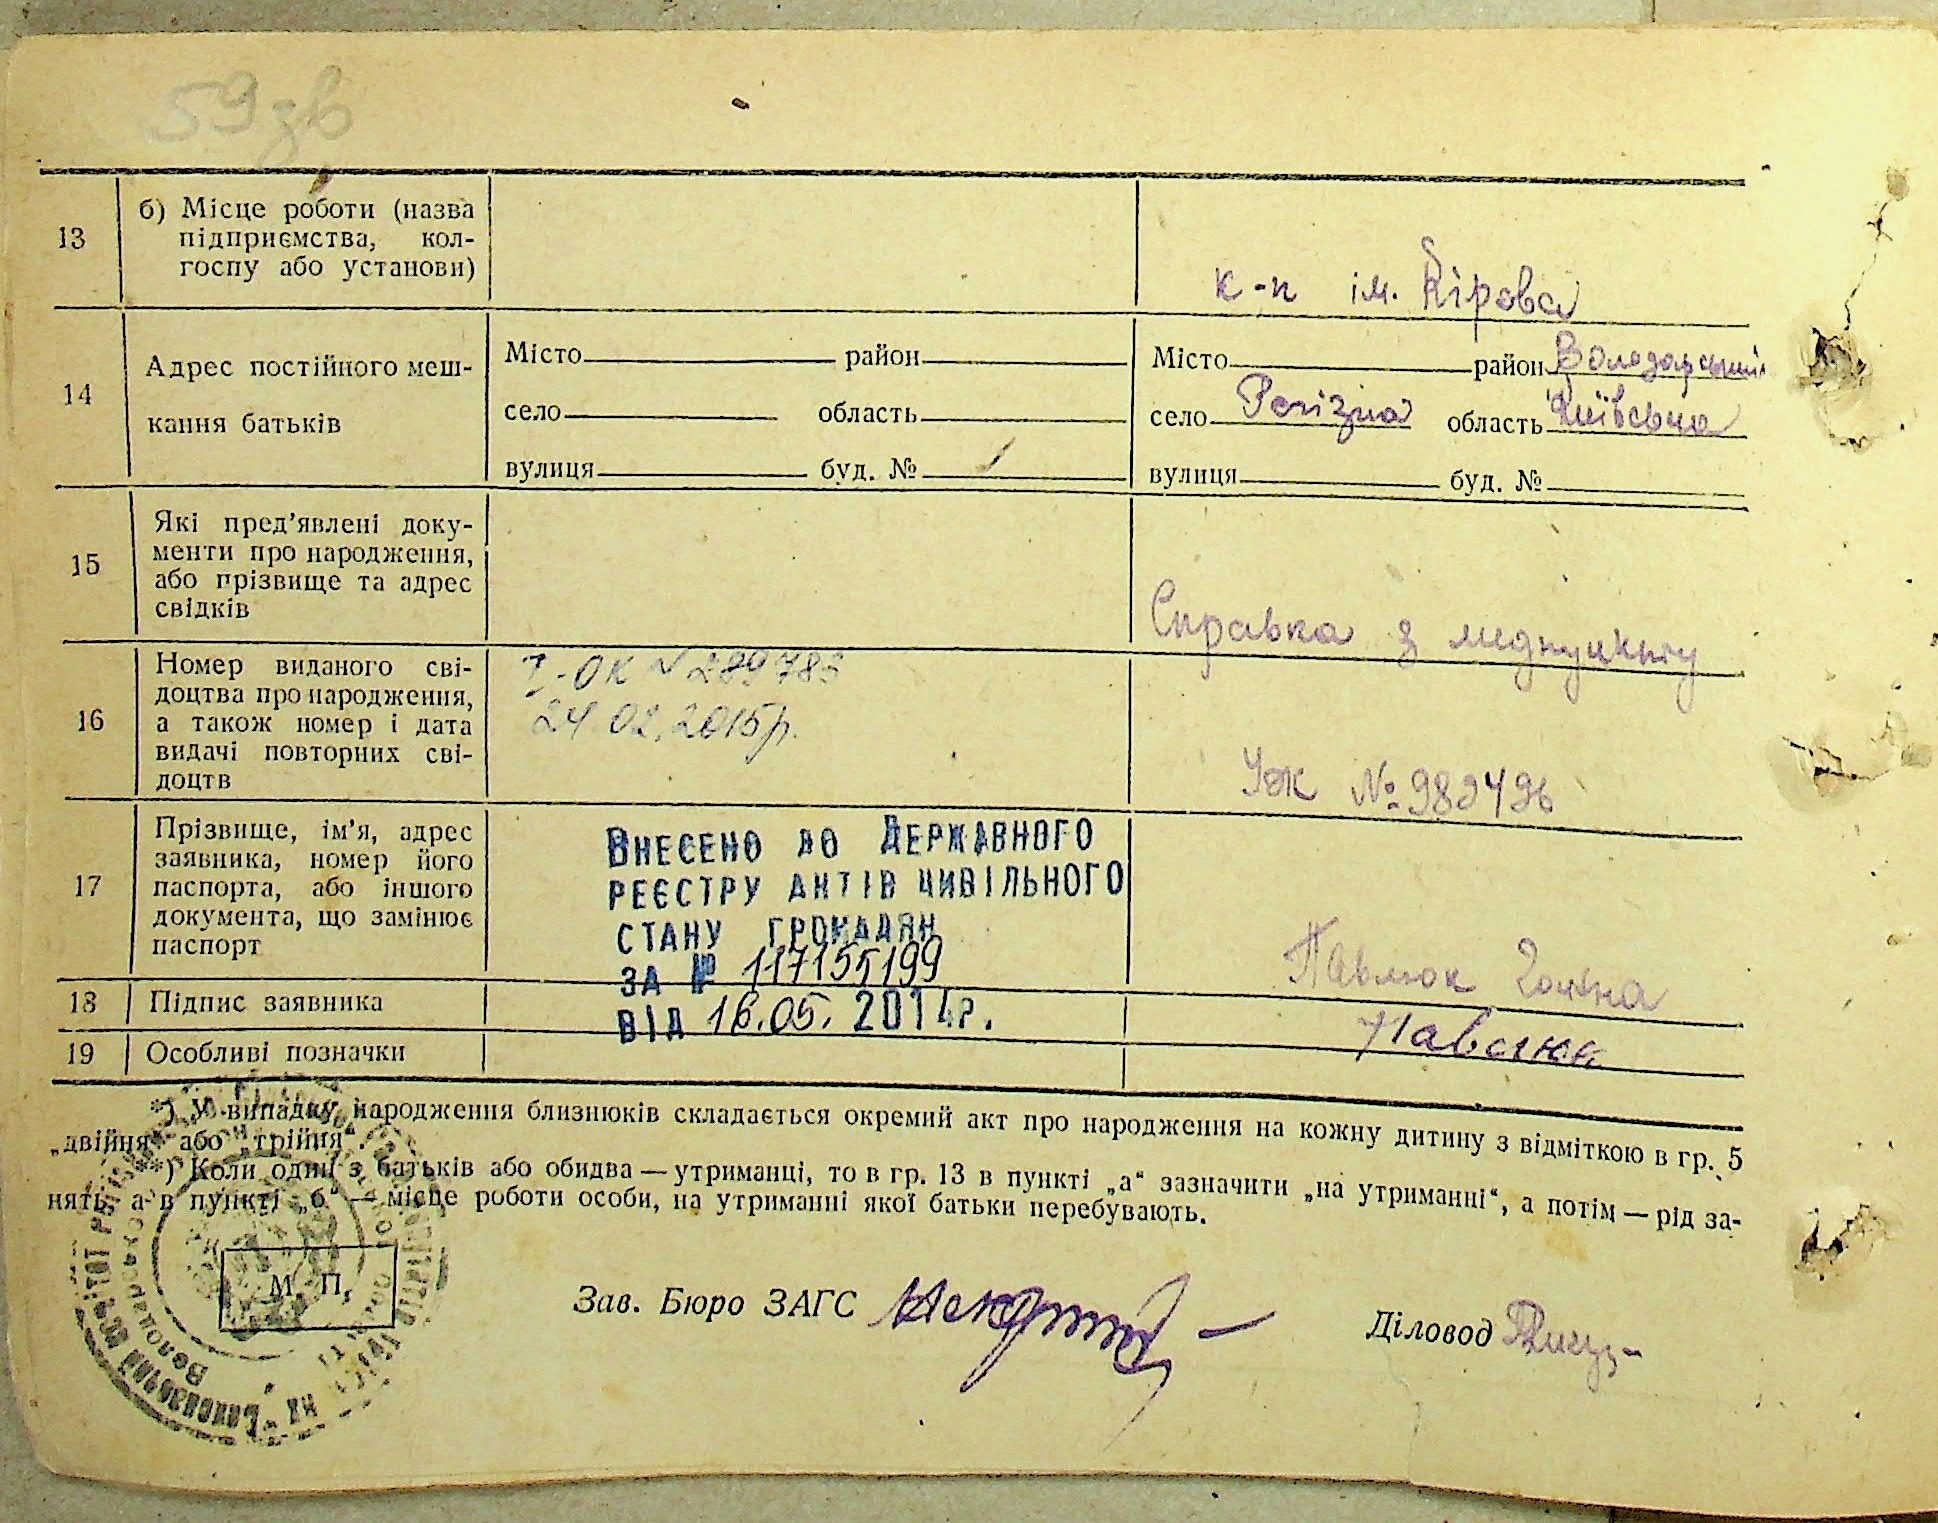 59зв
13
б) Місце роботи (назва
підприємства, кол-
госпу або установи)
к-п ім. Кірова
14
Адрес постійного меш-
кання батьків
Місто район
село область
вулиця буд. №
Місто район Володарський
село область Київська
вулиця буд. №
15
Які пред’явлені доку-
менти про народження,
або прізвище та адрес
свідків
Справка з медпункту
16
Номер виданого сві-
доцтва про народження,
а також номер і дата
видачі повторних сві-
доцтв
I-ОК № 289783
24.02.2015р.
УЖ №
17
Прізвище, ім’я, адрес
заявника, номер його
паспорта, або іншого
документа, що замінює
паспорт
ВНЕСЕНО ДО ДЕРЖАВНОГО
РЕЄСТРУ АКТІВ ЦИВІЛЬНОГО
СТАНУ ГРОМАДЯН
ЗА № 117155199
ВІД 16.05. 2014р.
Павлюк
18
Підпис заявника
Павлюк
19
Особливі позначки
*) У випадку народження близнюків складається окремий акт про народження на кожну дитину з відміткою в гр. 5
„двійня“ або „трійня“.
**) Коли один з батьків або обидва — утриманці, то в гр. 13 в пункті „а“ зазначити „на утриманні“, а потім — рід за-
нять, а в пункті „б“ — місце роботи особи, на утриманні якої батьки перебувають.
М. П.
Зав. Бюро ЗАГС
Діловод